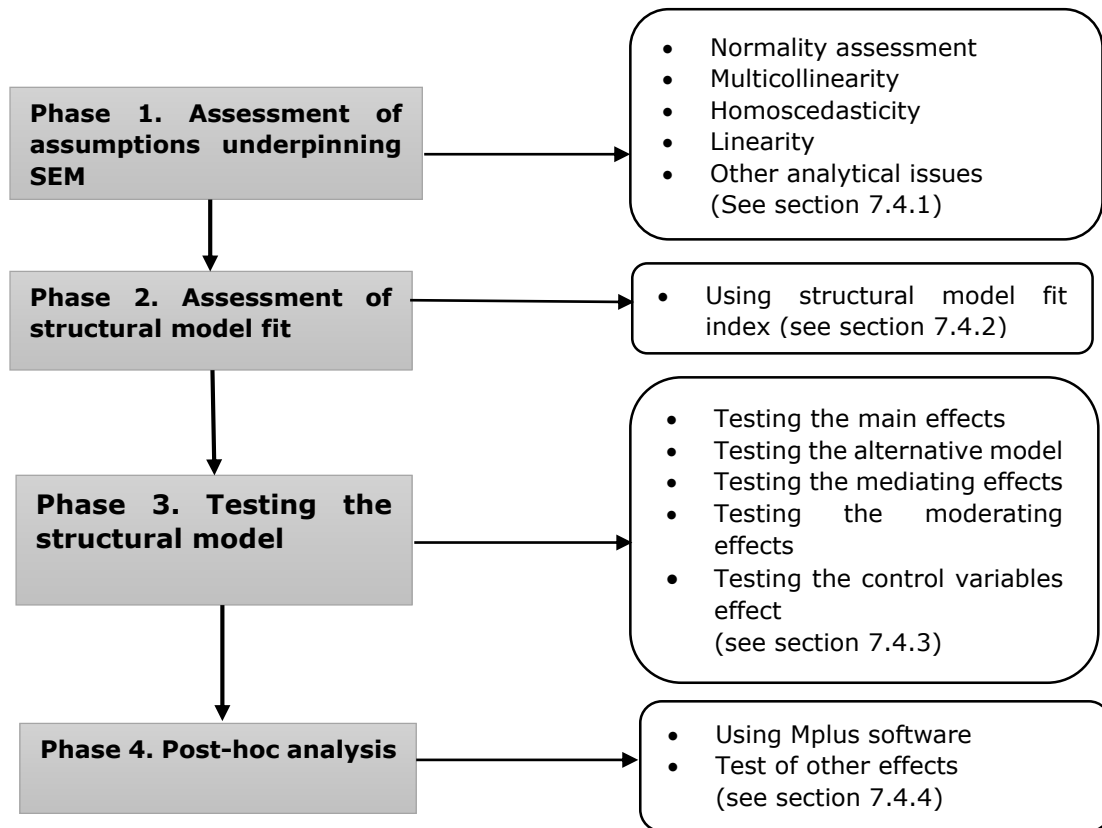 Phase 1. Assessment of
assumptions underpinning
SEM
• Normality assessment
• Multicollinearity
• Homoscedasticity
• Linearity
• Other analytical issues
(See section 7.4.1)
Phase 2. Assessment of
structural model fit
• Using structural model fit
index (see section 7.4.2)
Phase 3. Testing the
structural model
• Testing the main effects
• Testing the alternative model
• Testing the mediating effects
• Testing the moderating
effects
• Testing the control variables
effect
(see section 7.4.3)
Phase 4. Post-hoc analysis
• Using Mplus software
• Test of other effects
(see section 7.4.4)